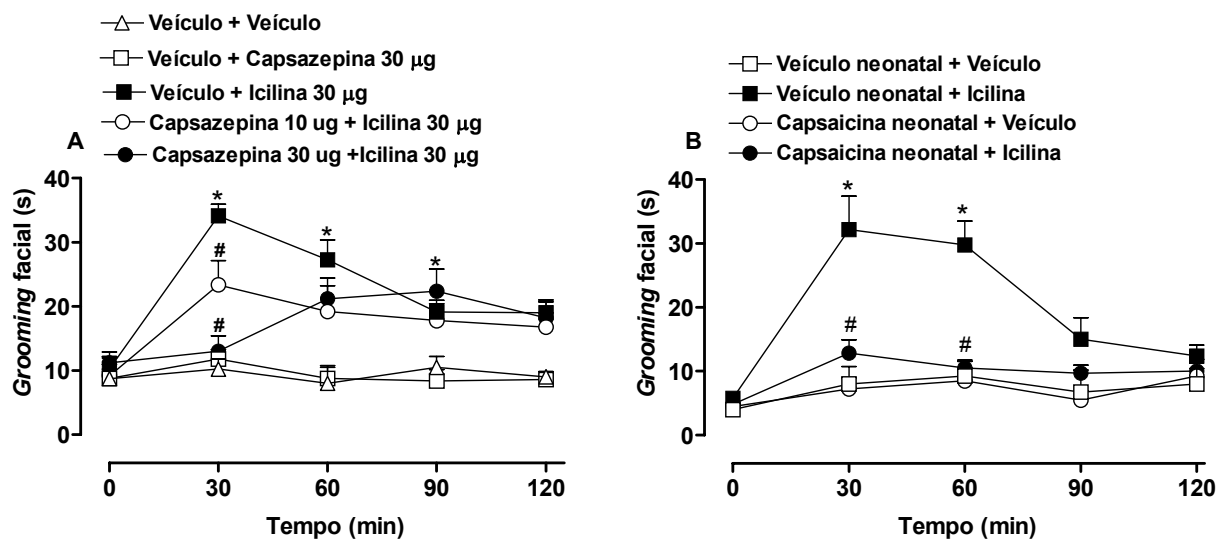 Veículo + Veículo
Veículo + Capsazepina 30 µg
Veículo + Icilina 30 µg
Capsazepina 10 ug + Icilina 30 µg
Capsazepina 30 ug +Icilina 30 µg
A
Grooming facial (s)
40
*
*
*
#
#
30
20
10
0
0 30 60 90 120
Tempo (min)
Veículo neonatal + Veículo
Veículo neonatal + Icilina
Capsaicina neonatal + Veículo
Capsaicina neonatal + Icilina
B
Grooming facial (s)
40
*
*
#
#
30
20
10
0
0 30 60 90 120
Tempo (min)